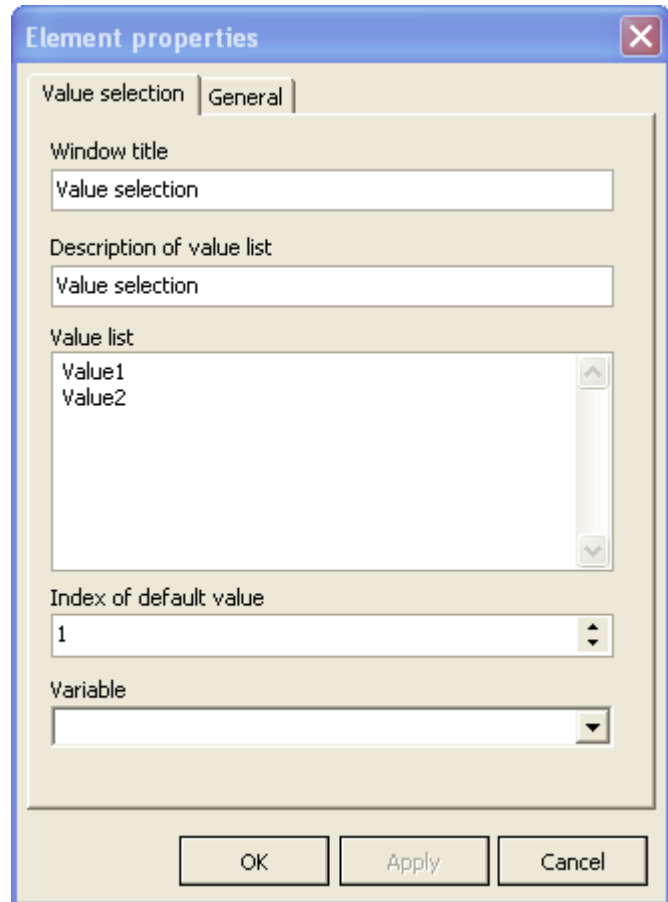 Element properties
Value selection
General
Window title
Value selection
Description of value list
Value selection
Value list
Value1
Value2
Index of default value
1
Variable
OK
Apply
Cancel